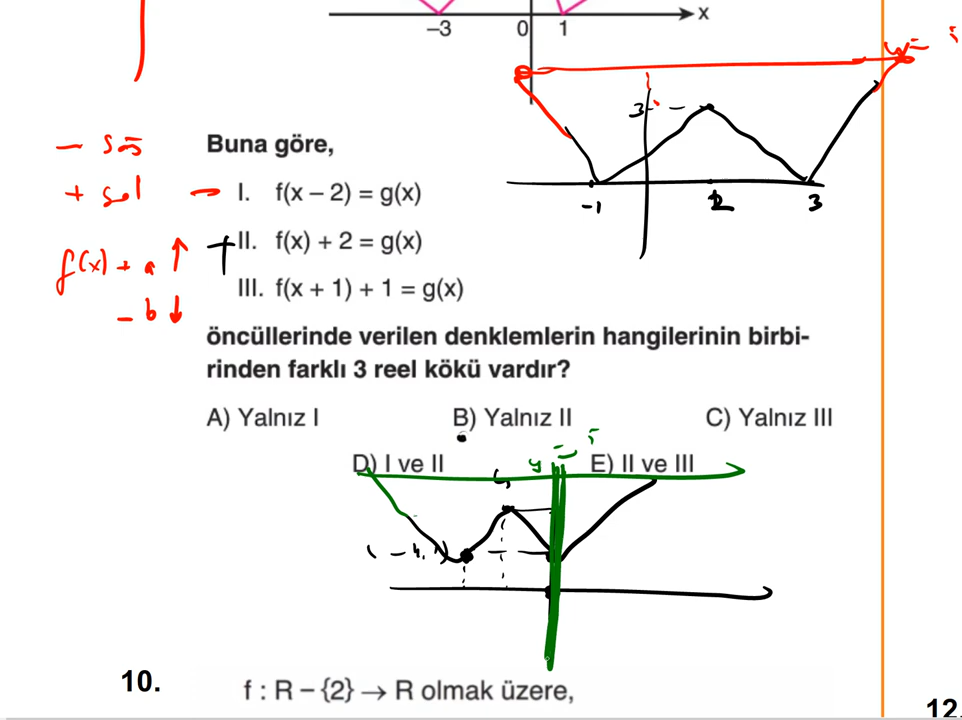 x
-3 0 1
y =
3
- sağ
+ sol
Buna göre,
I. f(x – 2) = g(x)
-1 2 3
f(x) + a ↑
II. f(x) + 2 = g(x)
- b ↓
III. f(x + 1) + 1 = g(x)
öncüllerinde verilen denklemlerin hangilerinin birbi-
rinden farklı 3 reel kökü vardır?
A) Yalnız I B) Yalnız II C) Yalnız III
D) I ve II E) II ve III
y =
10. f : R – {2} → R olmak üzere,
12.